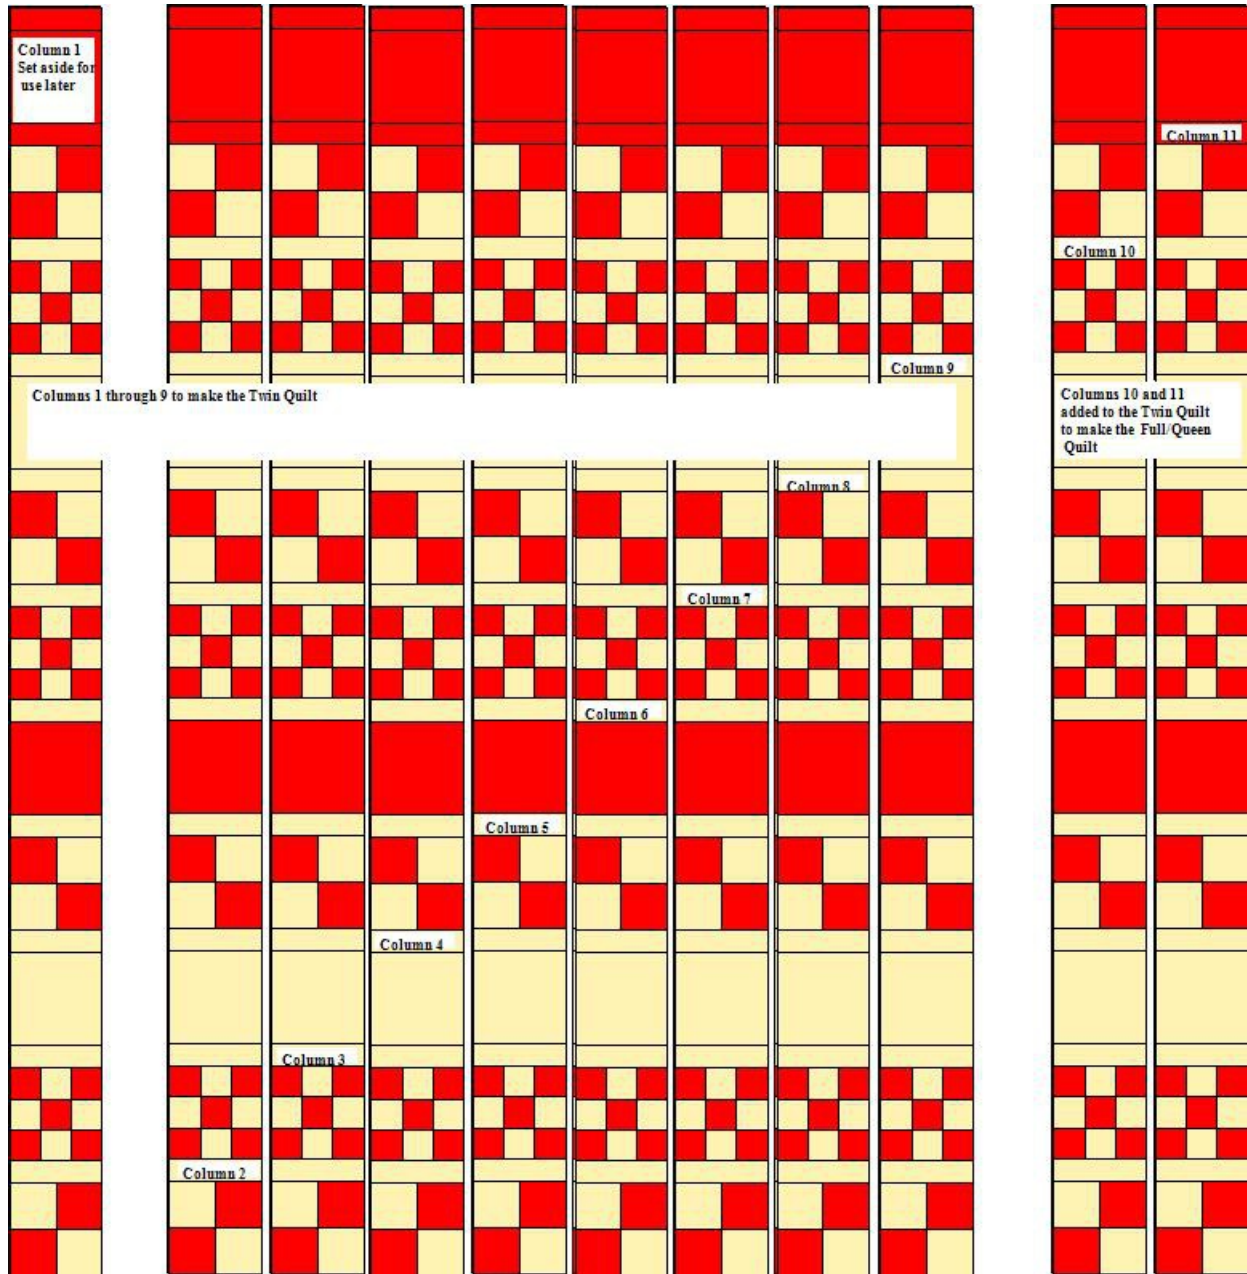 Column 1
Set aside for
use later
Column 11
Column 10
Column 9
Columns 1 through 9 to make the Twin Quilt
Columns 10 and 11
added to the Twin Quilt
to make the Full/Queen
Quilt
Column 8
Column 7
Column 6
Column 5
Column 4
Column 3
Column 2